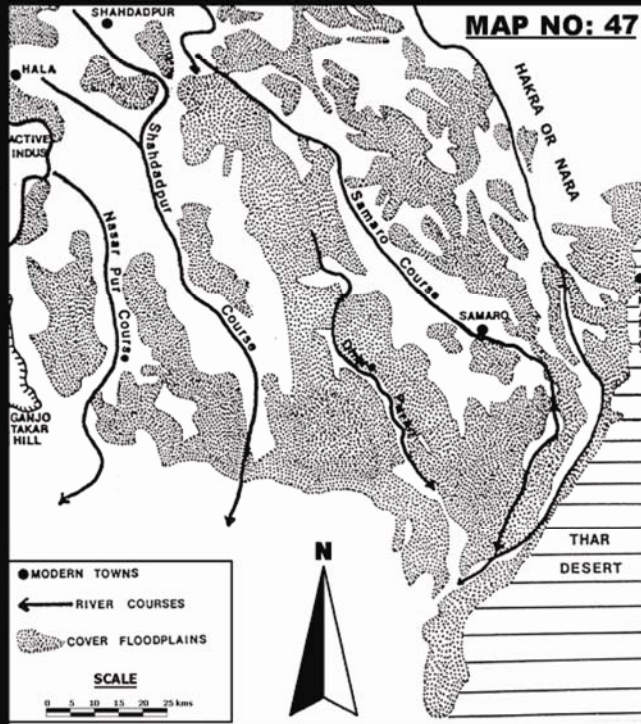 MAP NO: 47
SHAHDADPUR
HALA
ACTIVE
INDUS
Shahdadpur
Course
Nasar Pur Course
Samaro Course
HAKRA OR NARA
SAMARO
GANJO
TAKAR
HILL
THAR
DESERT
N
MODERN TOWNS
RIVER COURSES
COVER FLOODPLAINS
SCALE
0 5 10 15 20 25 kms